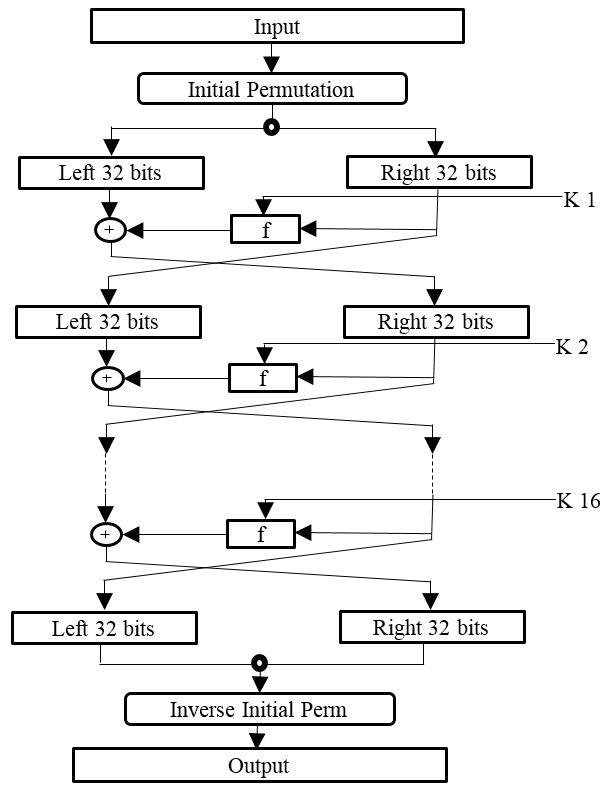 Input
Initial Permutation
Left 32 bits
Right 32 bits
K 1
+
f
Left 32 bits
Right 32 bits
K 2
+
f
K 16
+
f
Left 32 bits
Right 32 bits
Inverse Initial Perm
Output